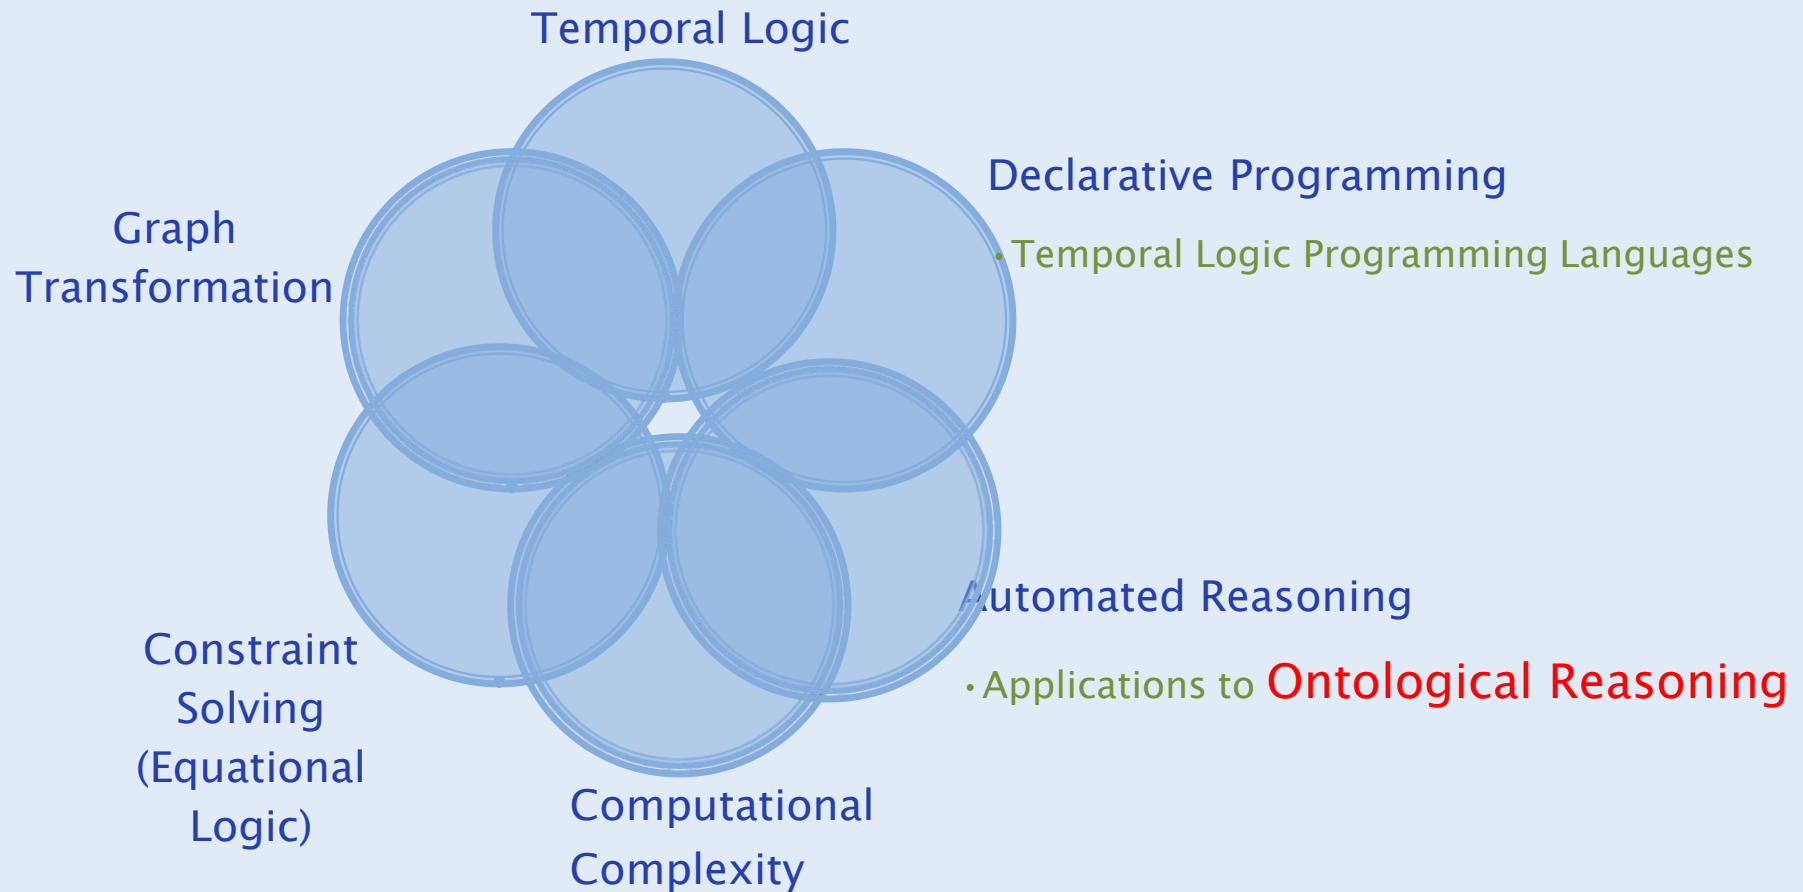 Temporal Logic
Declarative Programming
• Temporal Logic Programming Languages
Graph
Transformation
Automated Reasoning
• Applications to Ontological Reasoning
Constraint
Solving
(Equational
Logic)
Computational
Complexity